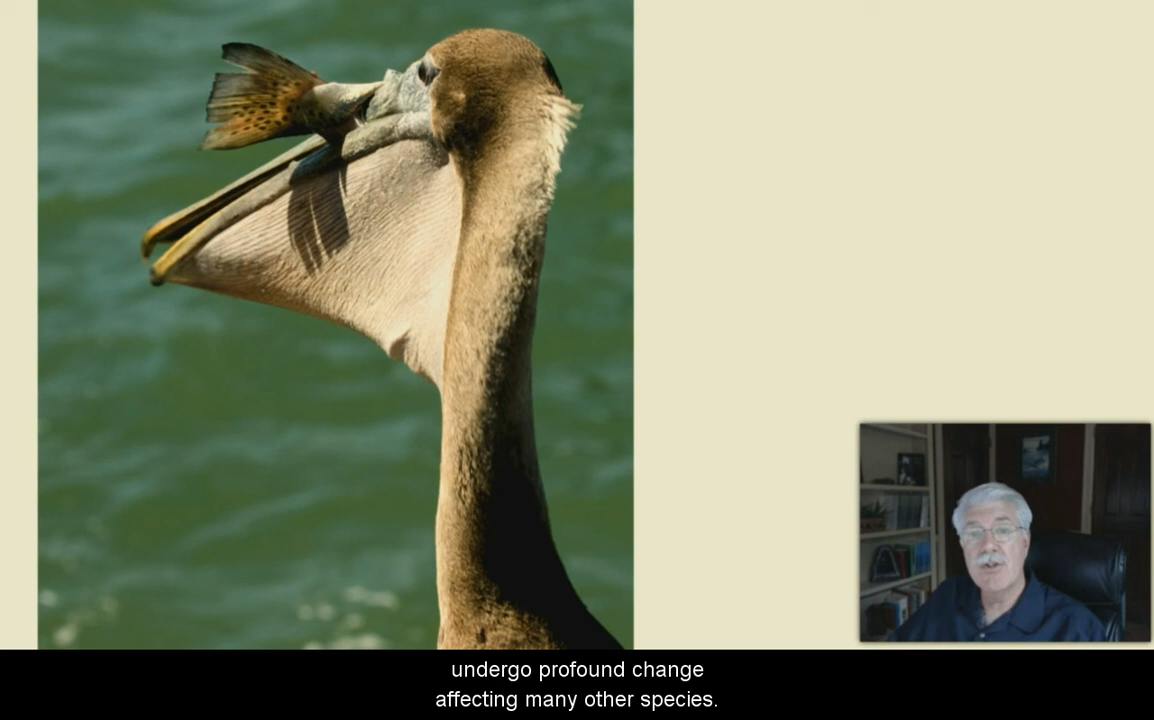 undergo profound change
affecting many other species.